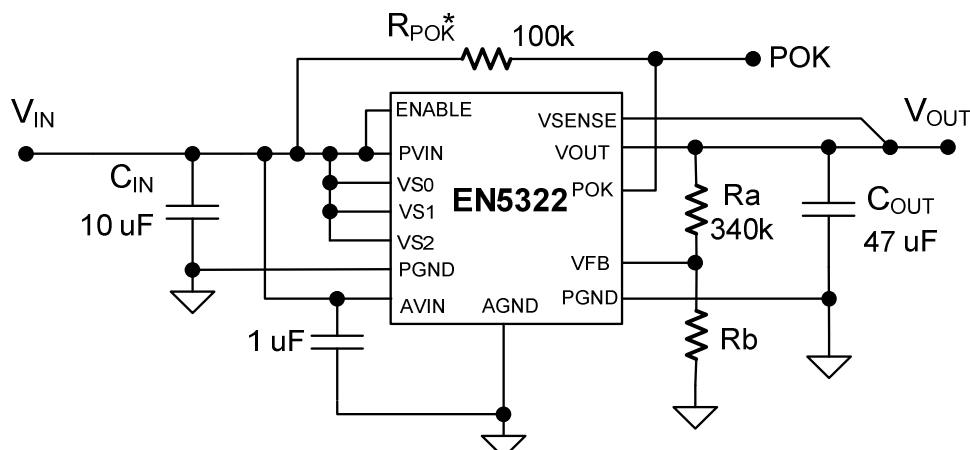 RPOK*
100k
POK
VIN
ENABLE
VSENSE
VOUT
PVIN
VOUT
CIN
10 uF
VS0
VS1
VS2
EN5322
POK
Ra
340k
COUT
47 uF
PGND
VFB
AVIN
AGND
PGND
1 uF
Rb